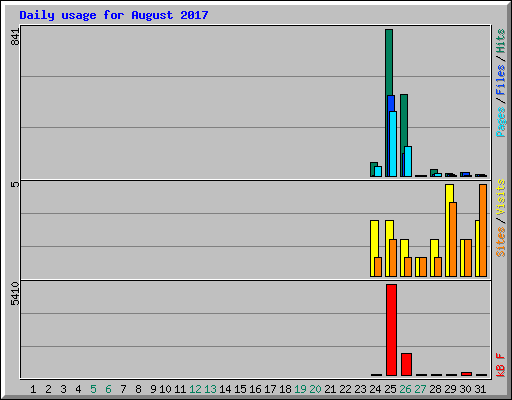 Daily usage for August 2017
841
Pages/Files/Hits
5
Sites/Visits
5410
kB F
1 2 3 4 5 6 7 8 9 10 11 12 13 14 15 16 17 18 19 20 21 22 23 24 25 26 27 28 29 30 31